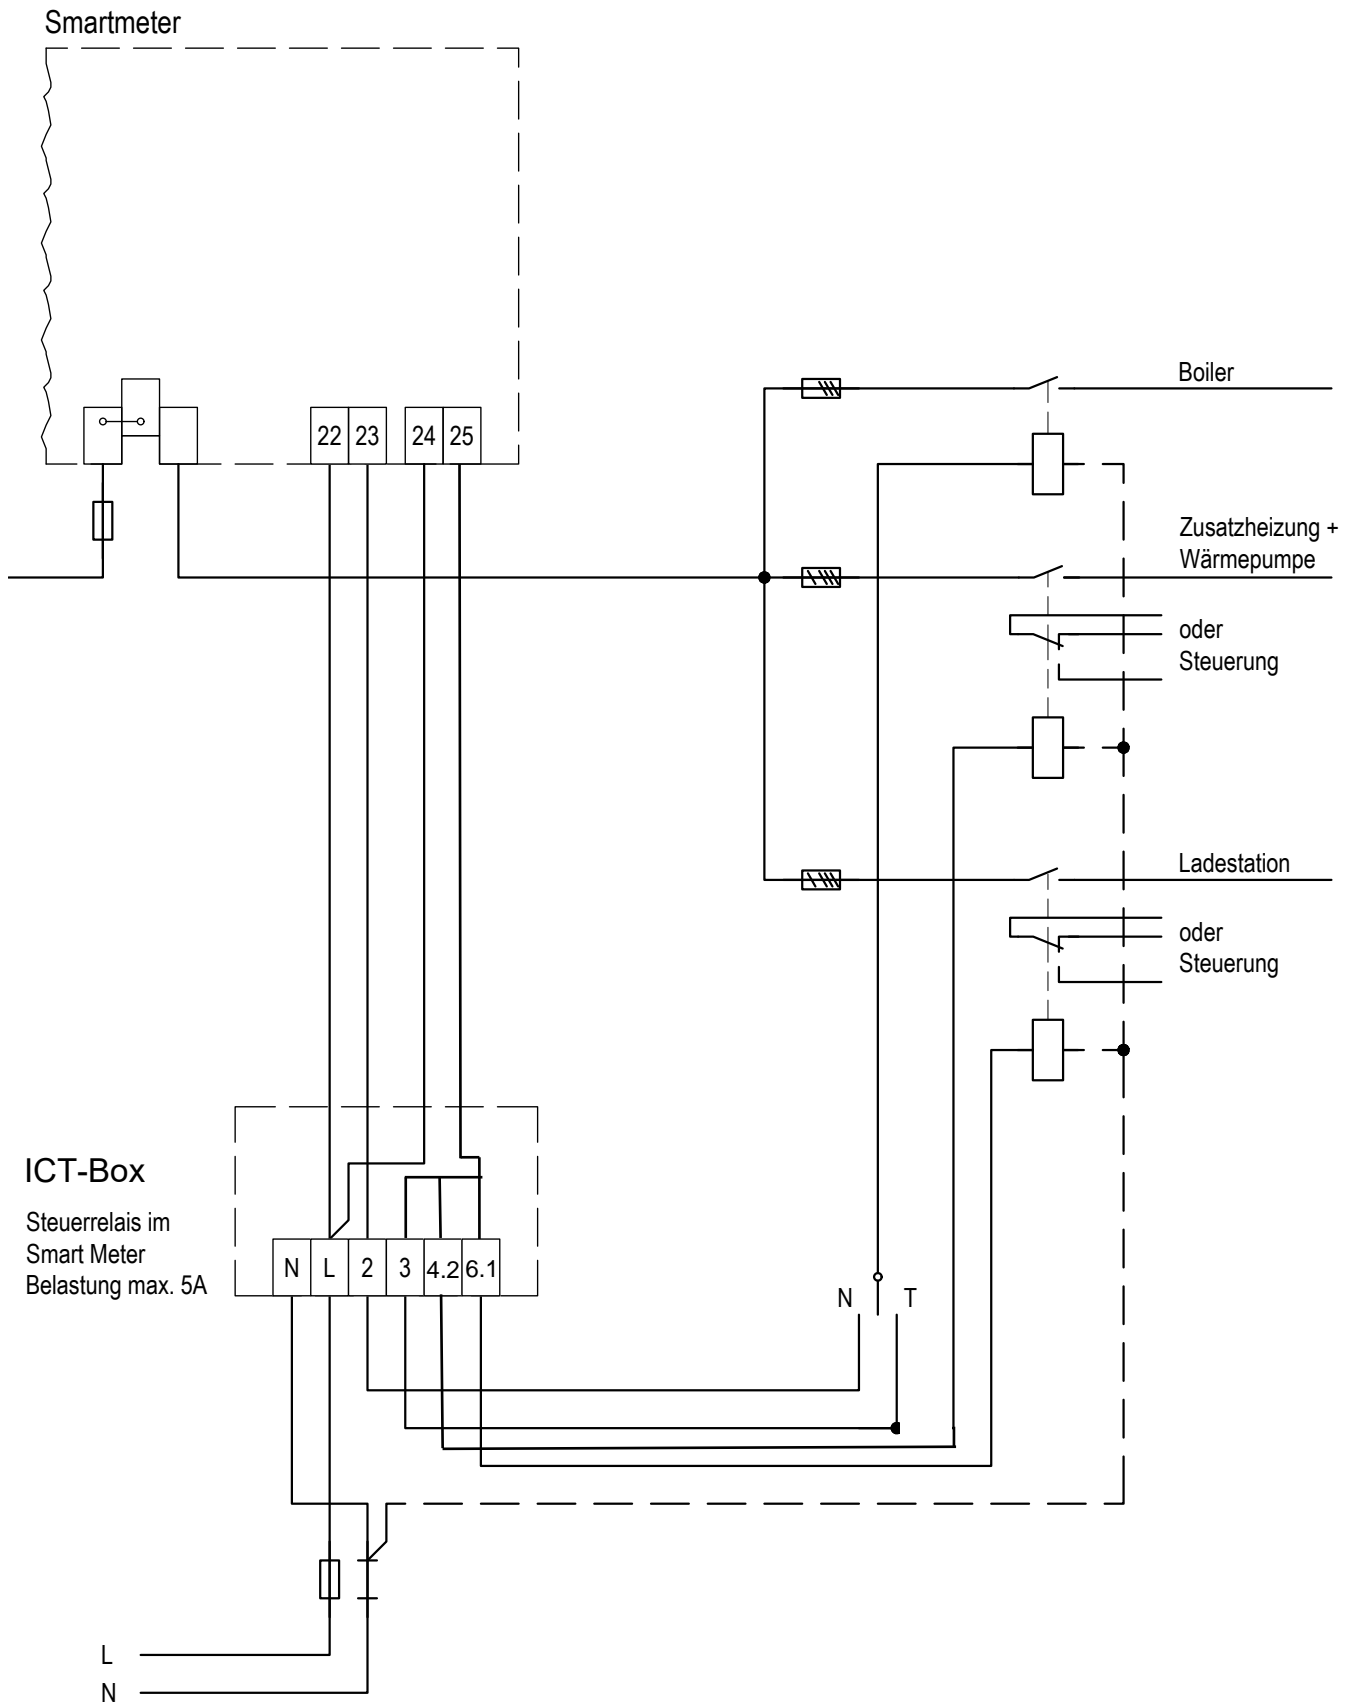 Smartmeter
22 23 24 25
Boiler
Zusatzheizung +
Wärmepumpe
oder
Steuerung
Ladestation
oder
Steuerung
ICT-Box
Steuerrelais im
Smart Meter
Belastung max. 5A
N L 2 3 4.2 6.1
N T
L
N